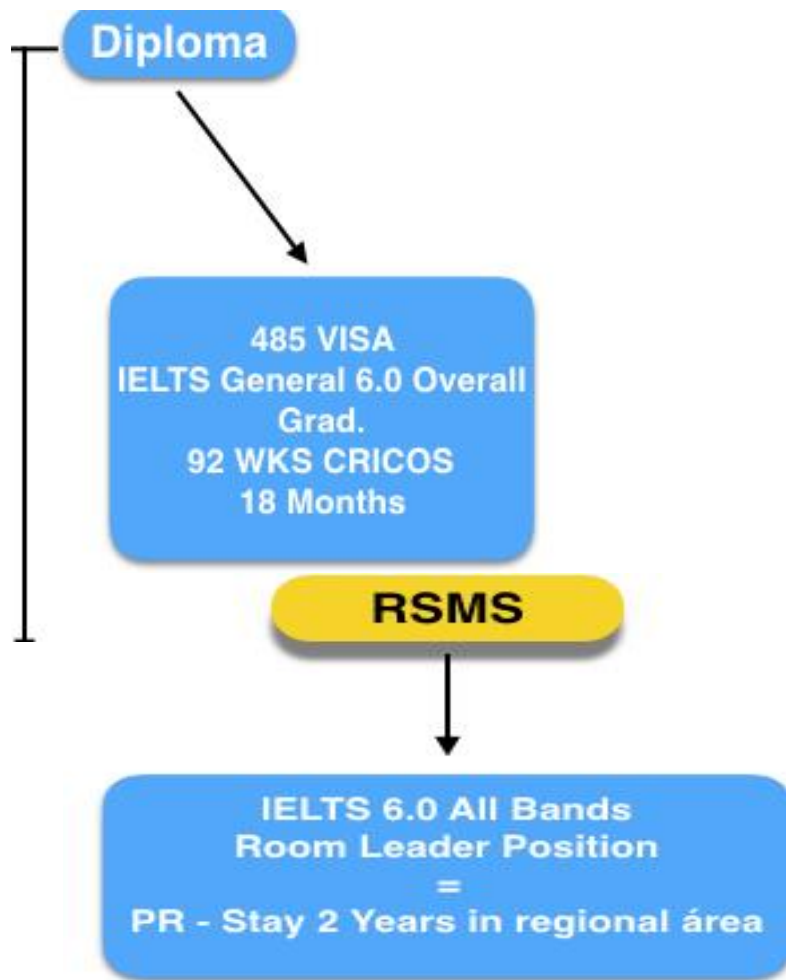 Diploma
485 VISA
IELTS General 6.0 Overall
Grad.
92 WKS CRICOS
18 Months
RSMS
IELTS 6.0 All Bands
Room Leader Position
=
PR - Stay 2 Years in regional área